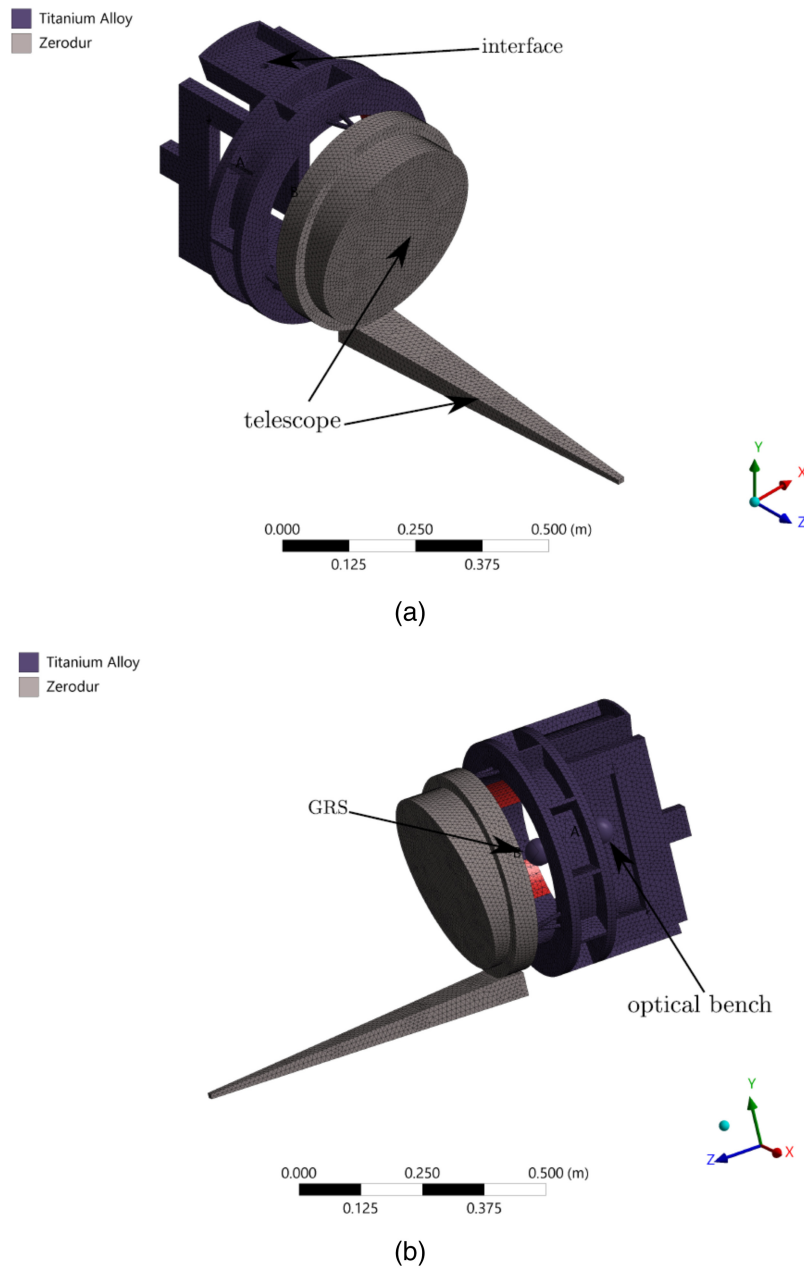 Titanium Alloy
Zerodur
interface
A
telescope
Y
X
Z
0.000 0.250 0.500 (m)
0.125 0.375
(a)
Titanium Alloy
Zerodur
GRS
A
optical bench
Y
Z X
0.000 0.250 0.500 (m)
0.125 0.375
(b)